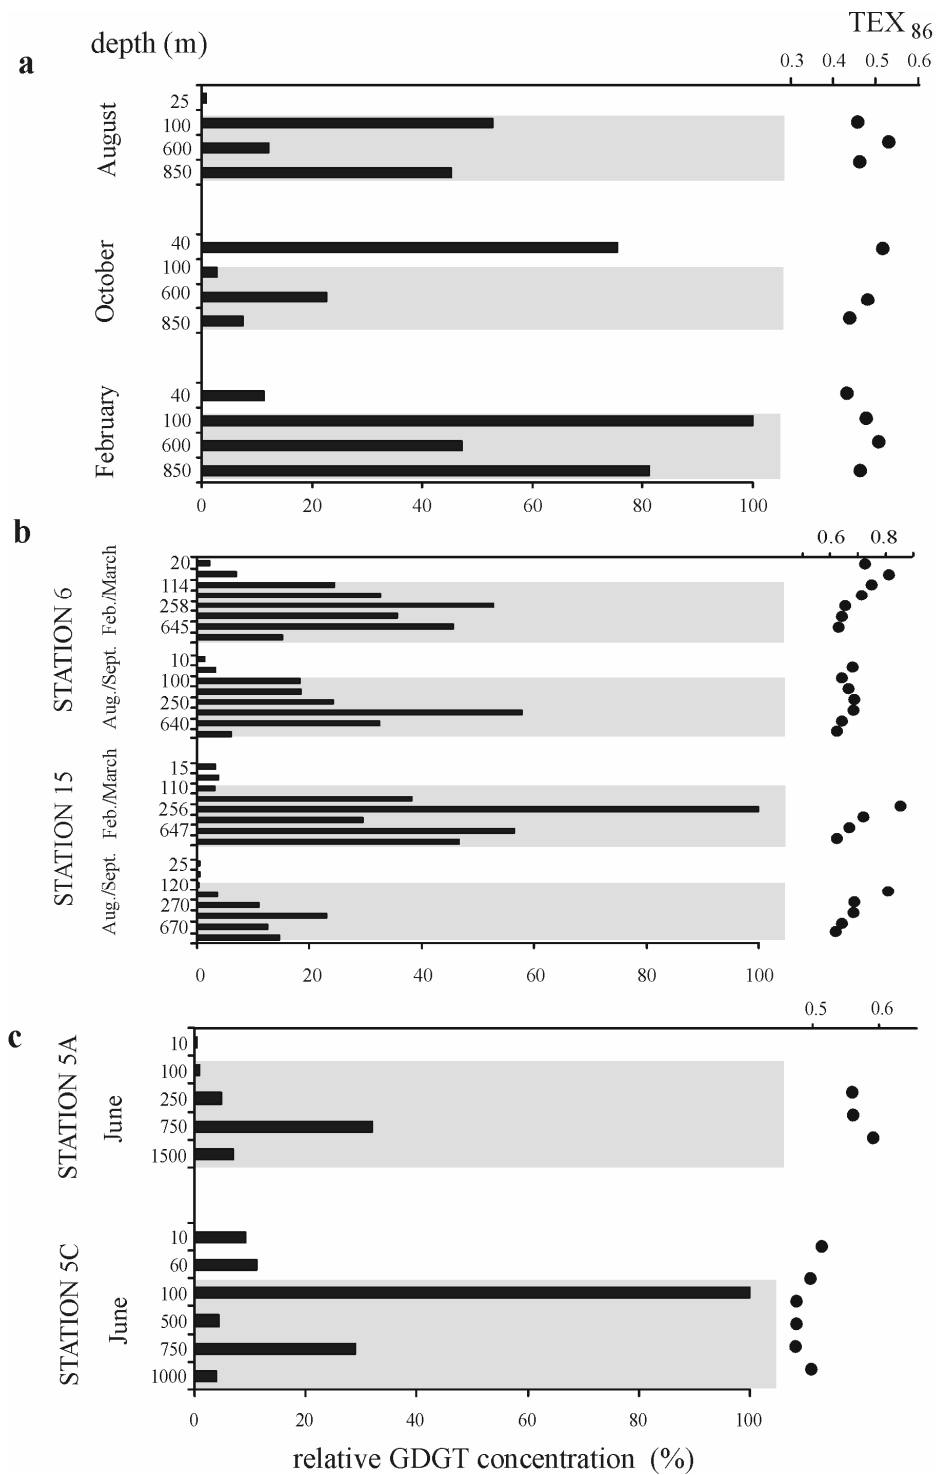 TEX 86
depth (m)
a
0.3 0.4 0.5 0.6
August
25
100
600
850
October
40
100
600
850
February
40
100
600
850
0 20 40 60 80 100
b
0.6 0.8
STATION 6
Feb./March
20
114
258
645
Aug./Sept.
10
100
250
640
STATION 15
Feb./March
15
110
256
647
Aug./Sept.
25
120
270
670
0 20 40 60 80 100
0.5 0.6
c
STATION 5A
June
10
100
250
750
1500
STATION 5C
June
10
60
100
500
750
1000
0 20 40 60 80 100
relative GDGT concentration (%)